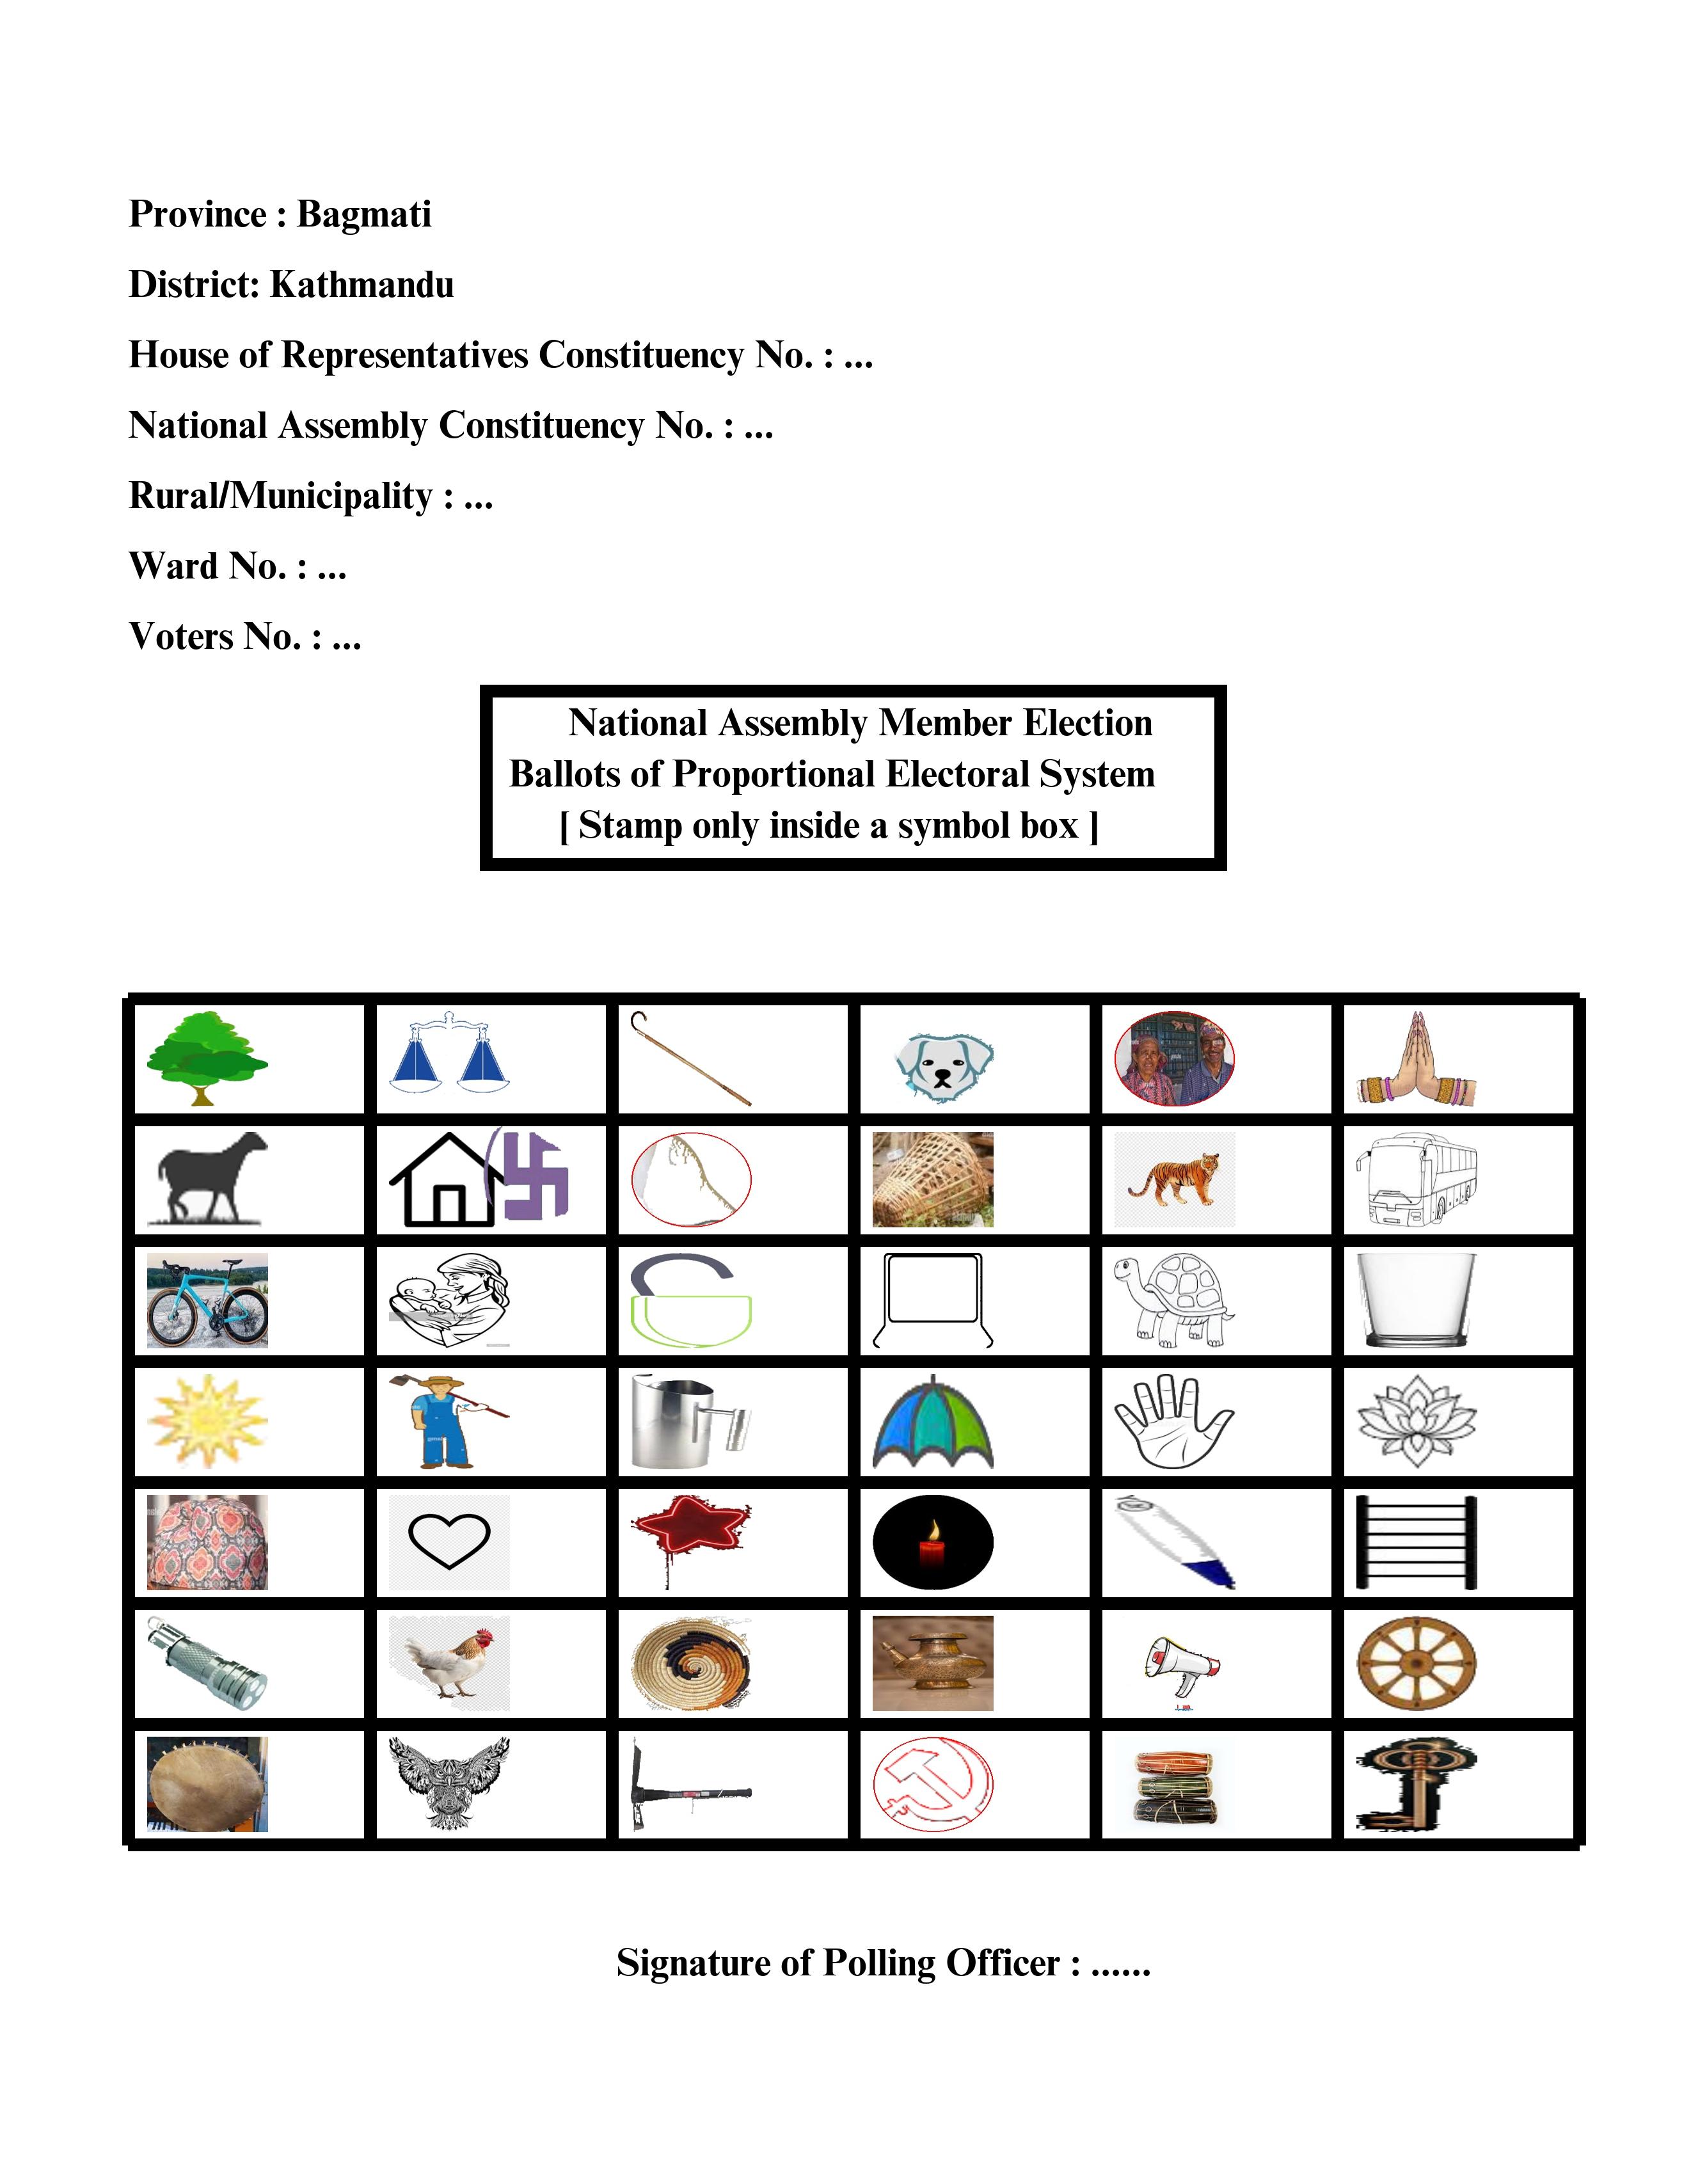 Province : Bagmati
District: Kathmandu
House of Representatives Constituency No. : ...
National Assembly Constituency No. : ...
Rural/Municipality : ...
Ward No. : ...
Voters No. : ...
National Assembly Member Election
Ballots of Proportional Electoral System
[ Stamp only inside a symbol box ]
Signature of Polling Officer : ......